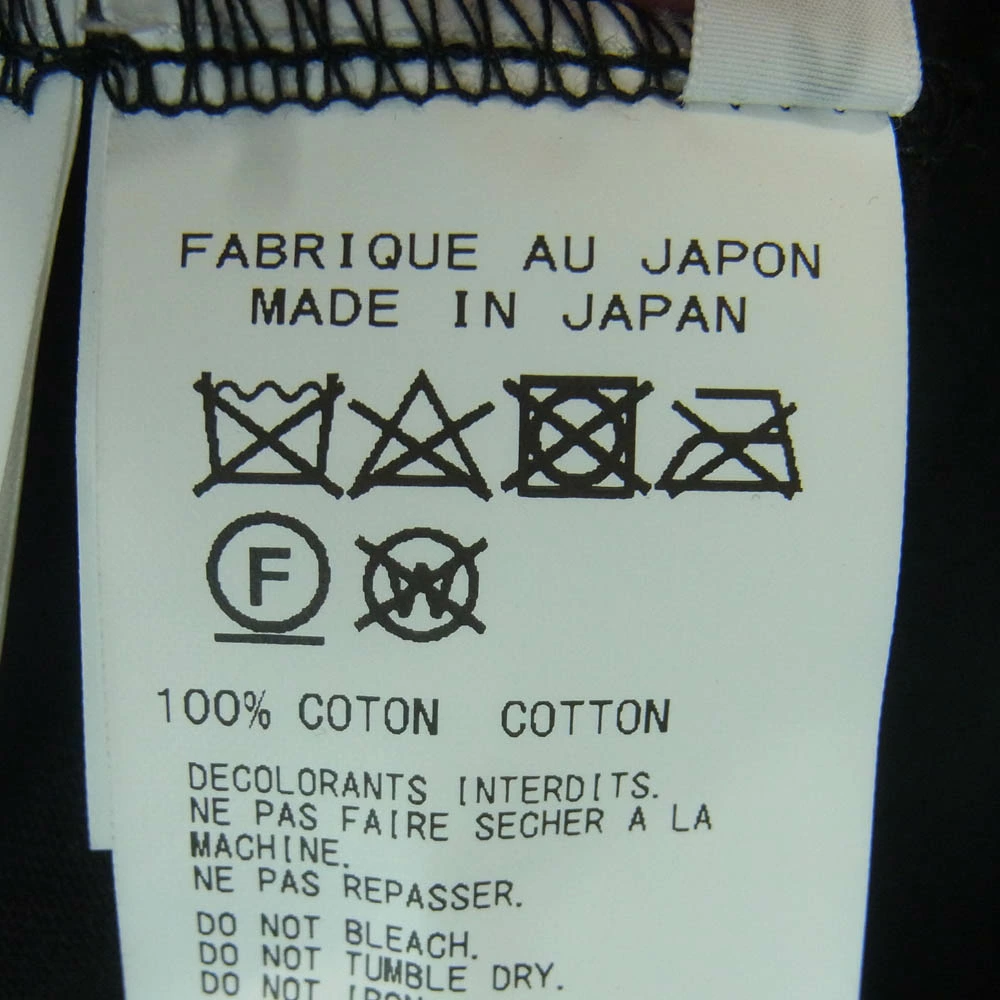 FABRIQUE AU JAPON
MADE IN JAPAN
F W
100% COTON COTTON
DECOLORANTS INTERDITS.
NE PAS FAIRE SECHER A LA
MACHINE.
NE PAS REPASSER.
DO NOT BLEACH.
DO NOT TUMBLE DRY.
DO NOT IRON